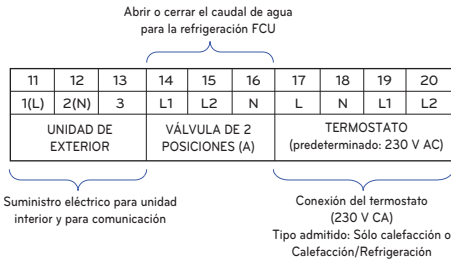 Abrir o cerrar el caudal de agua
para la refrigeración FCU
11 12 13 14 15 16 17 18 19 20
1(L) 2(N) 3 L1 L2 N L N L1 L2
UNIDAD DE
EXTERIOR
VÁLVULA DE 2
POSICIONES (A)
TERMOSTATO
(predeterminado: 230 V AC)
Suministro eléctrico para unidad
interior y para comunicación
Conexión del termostato
(230 V CA)
Tipo admitido: Sólo calefacción o
Calefacción/Refrigeración